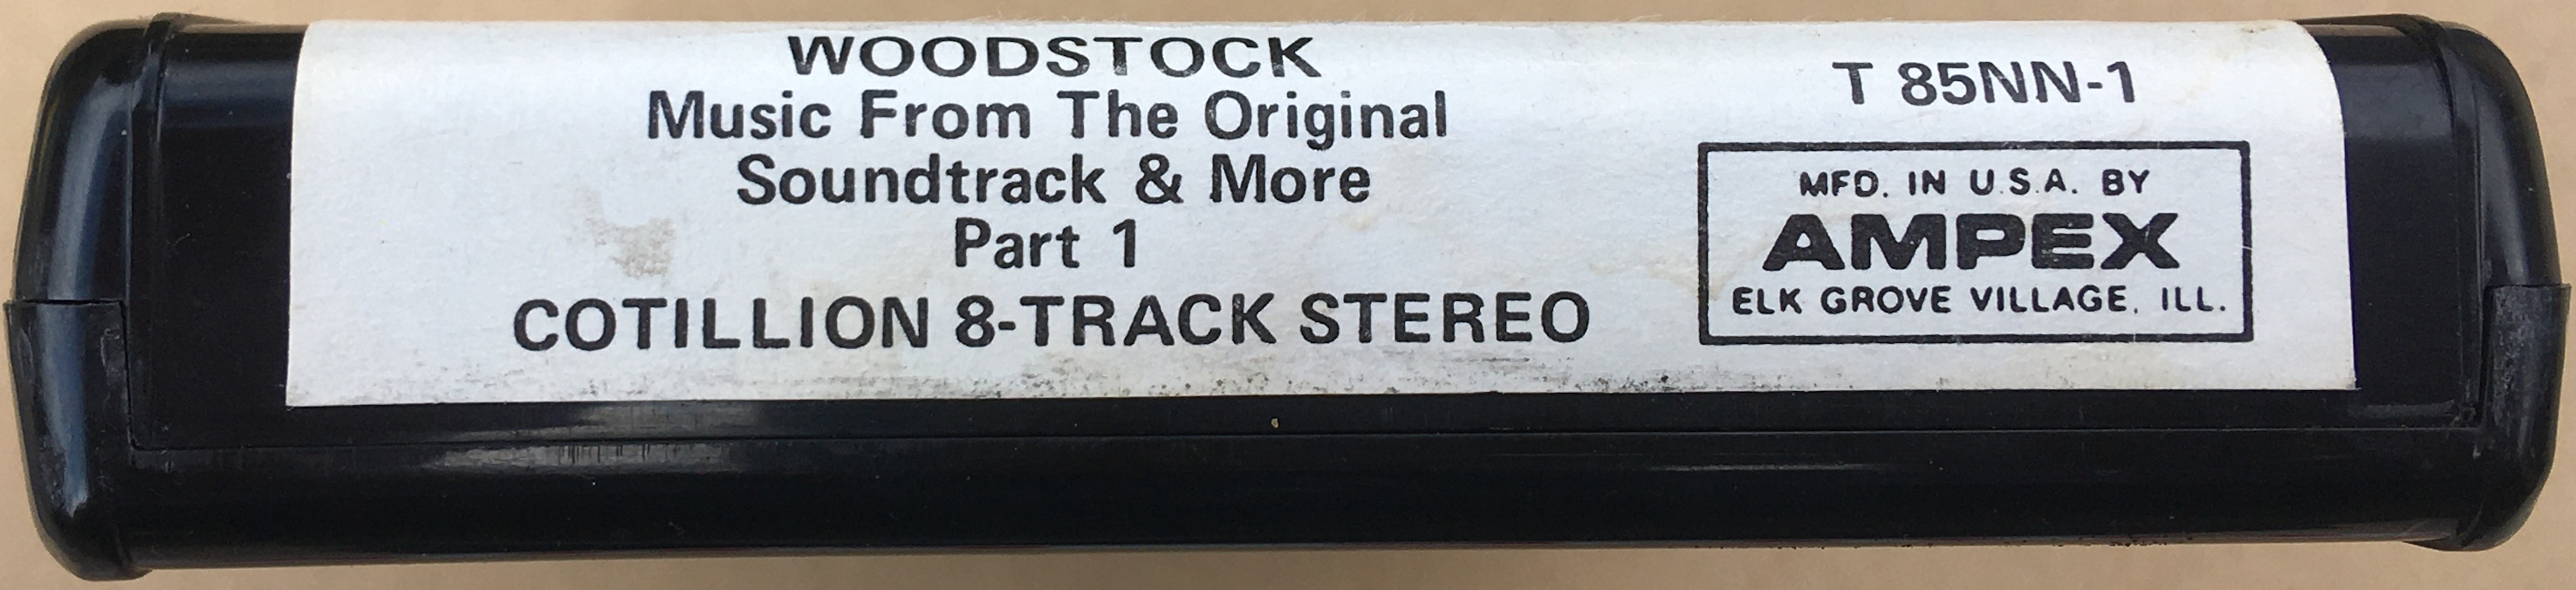 WOODSTOCK
Music From The Original
Soundtrack & More
Part 1
COTILLION 8-TRACK STEREO
T 85NN-1
MFD. IN U.S.A. BY
AMPEX
ELK GROVE VILLAGE, ILL.